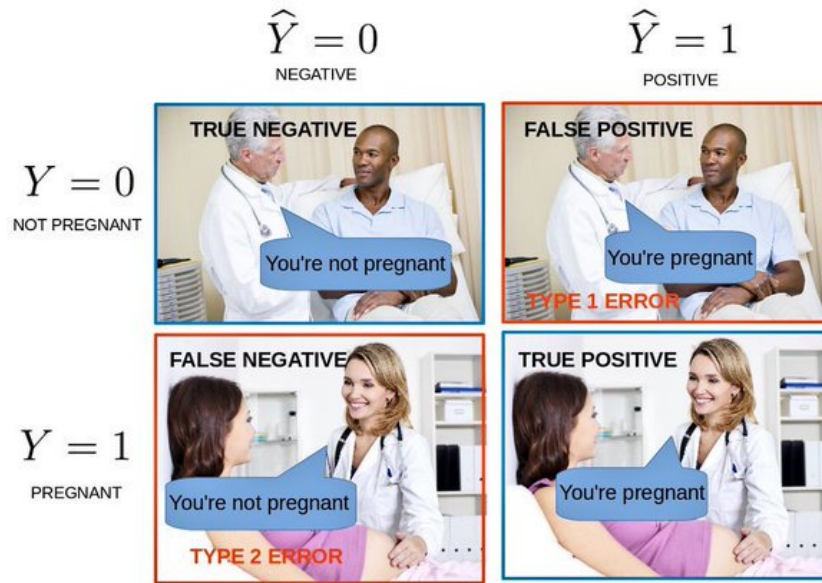 Ŷ = 0
Ŷ = 1
NEGATIVE
POSITIVE
TRUE NEGATIVE
FALSE POSITIVE
Y = 0
NOT PREGNANT
You're not pregnant
You're pregnant
TYPE 1 ERROR
FALSE NEGATIVE
TRUE POSITIVE
Y = 1
PREGNANT
You're not pregnant
You're pregnant
TYPE 2 ERROR